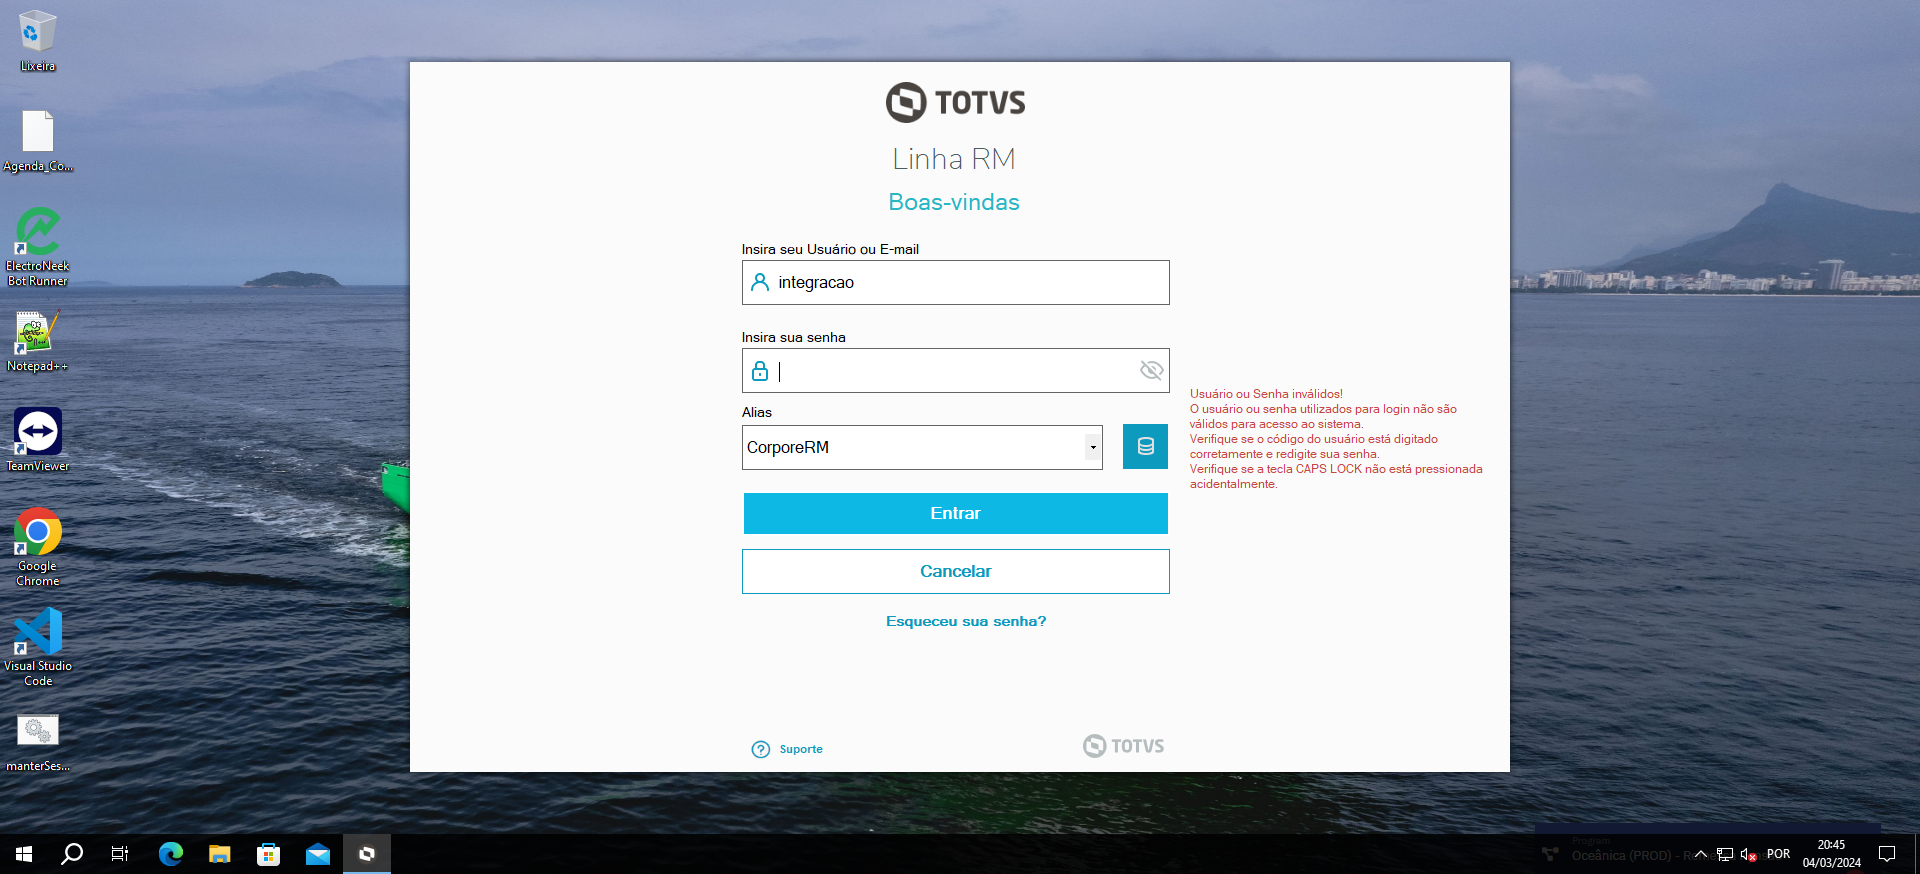 Lixeira
Agenda_Co...
ElectroNeek
Bot Runner
Notepad++
TeamViewer
Google
Chrome
Visual Studio
Code
manterSes...
TOTVS
Linha RM
Boas-vindas
Insira seu Usuário ou E-mail
integracao
Insira sua senha
Alias
CorporeRM
Usuário ou Senha inválidos!
O usuário ou senha utilizados para login não são
válidos para acesso ao sistema.
Verifique se o código do usuário está digitado
corretamente e redigite sua senha.
Verifique se a tecla CAPS LOCK não está pressionada
acidentalmente.
Entrar
Cancelar
Esqueceu sua senha?
Suporte
TOTVS
Program
Oceânica (PROD) -
POR
20:45
04/03/2024